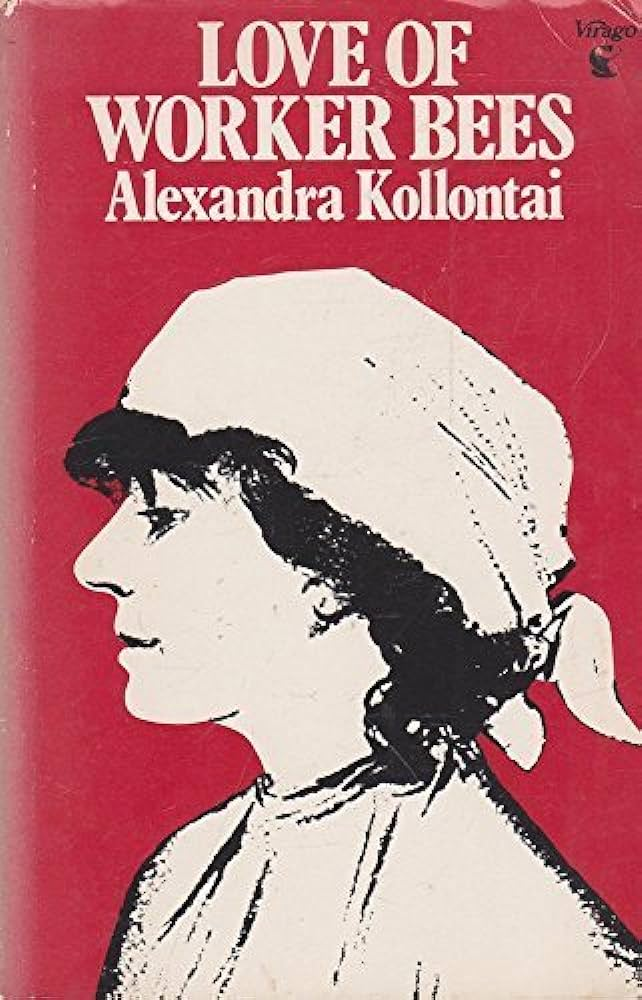 Virago
LOVE OF
WORKER BEES
Alexandra Kollontai